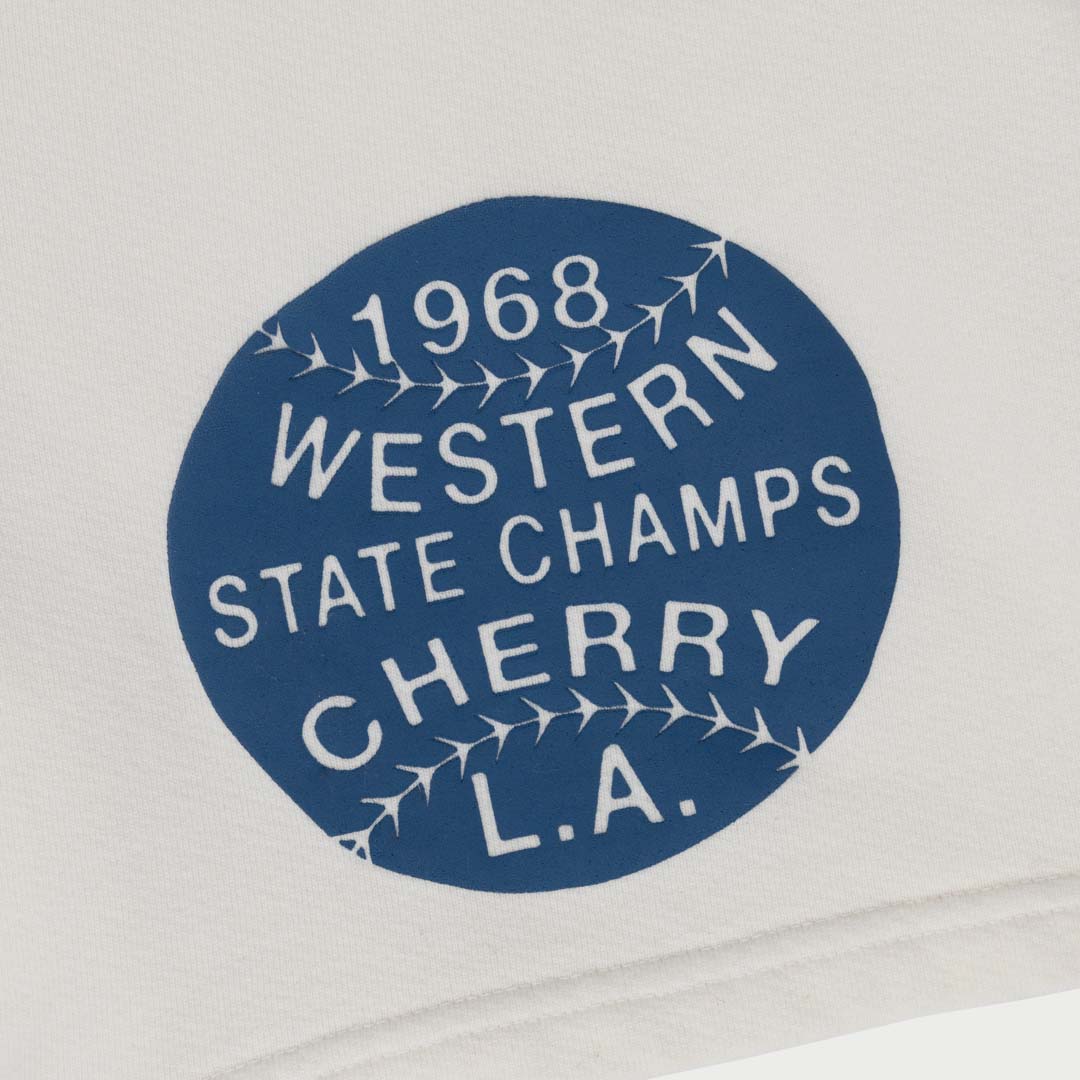 1968
WESTERN
STATE CHAMPS
CHERRY
L.A.